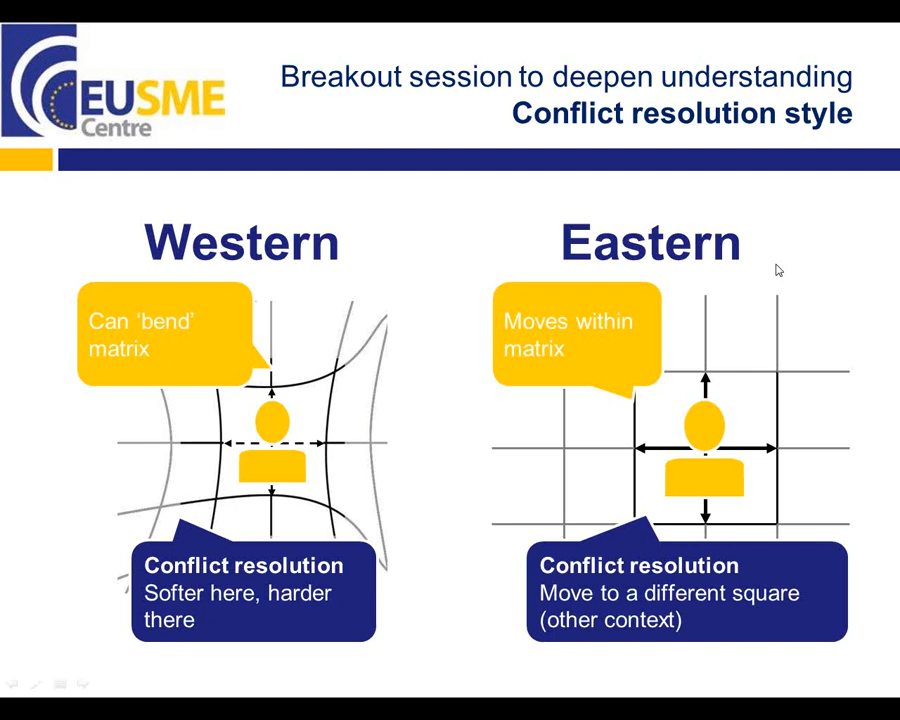 EUSME
Centre
Breakout session to deepen understanding
Conflict resolution style
Western
Eastern
Can ‘bend’
matrix
Moves within
matrix
Conflict resolution
Softer here, harder
there
Conflict resolution
Move to a different square
(other context)